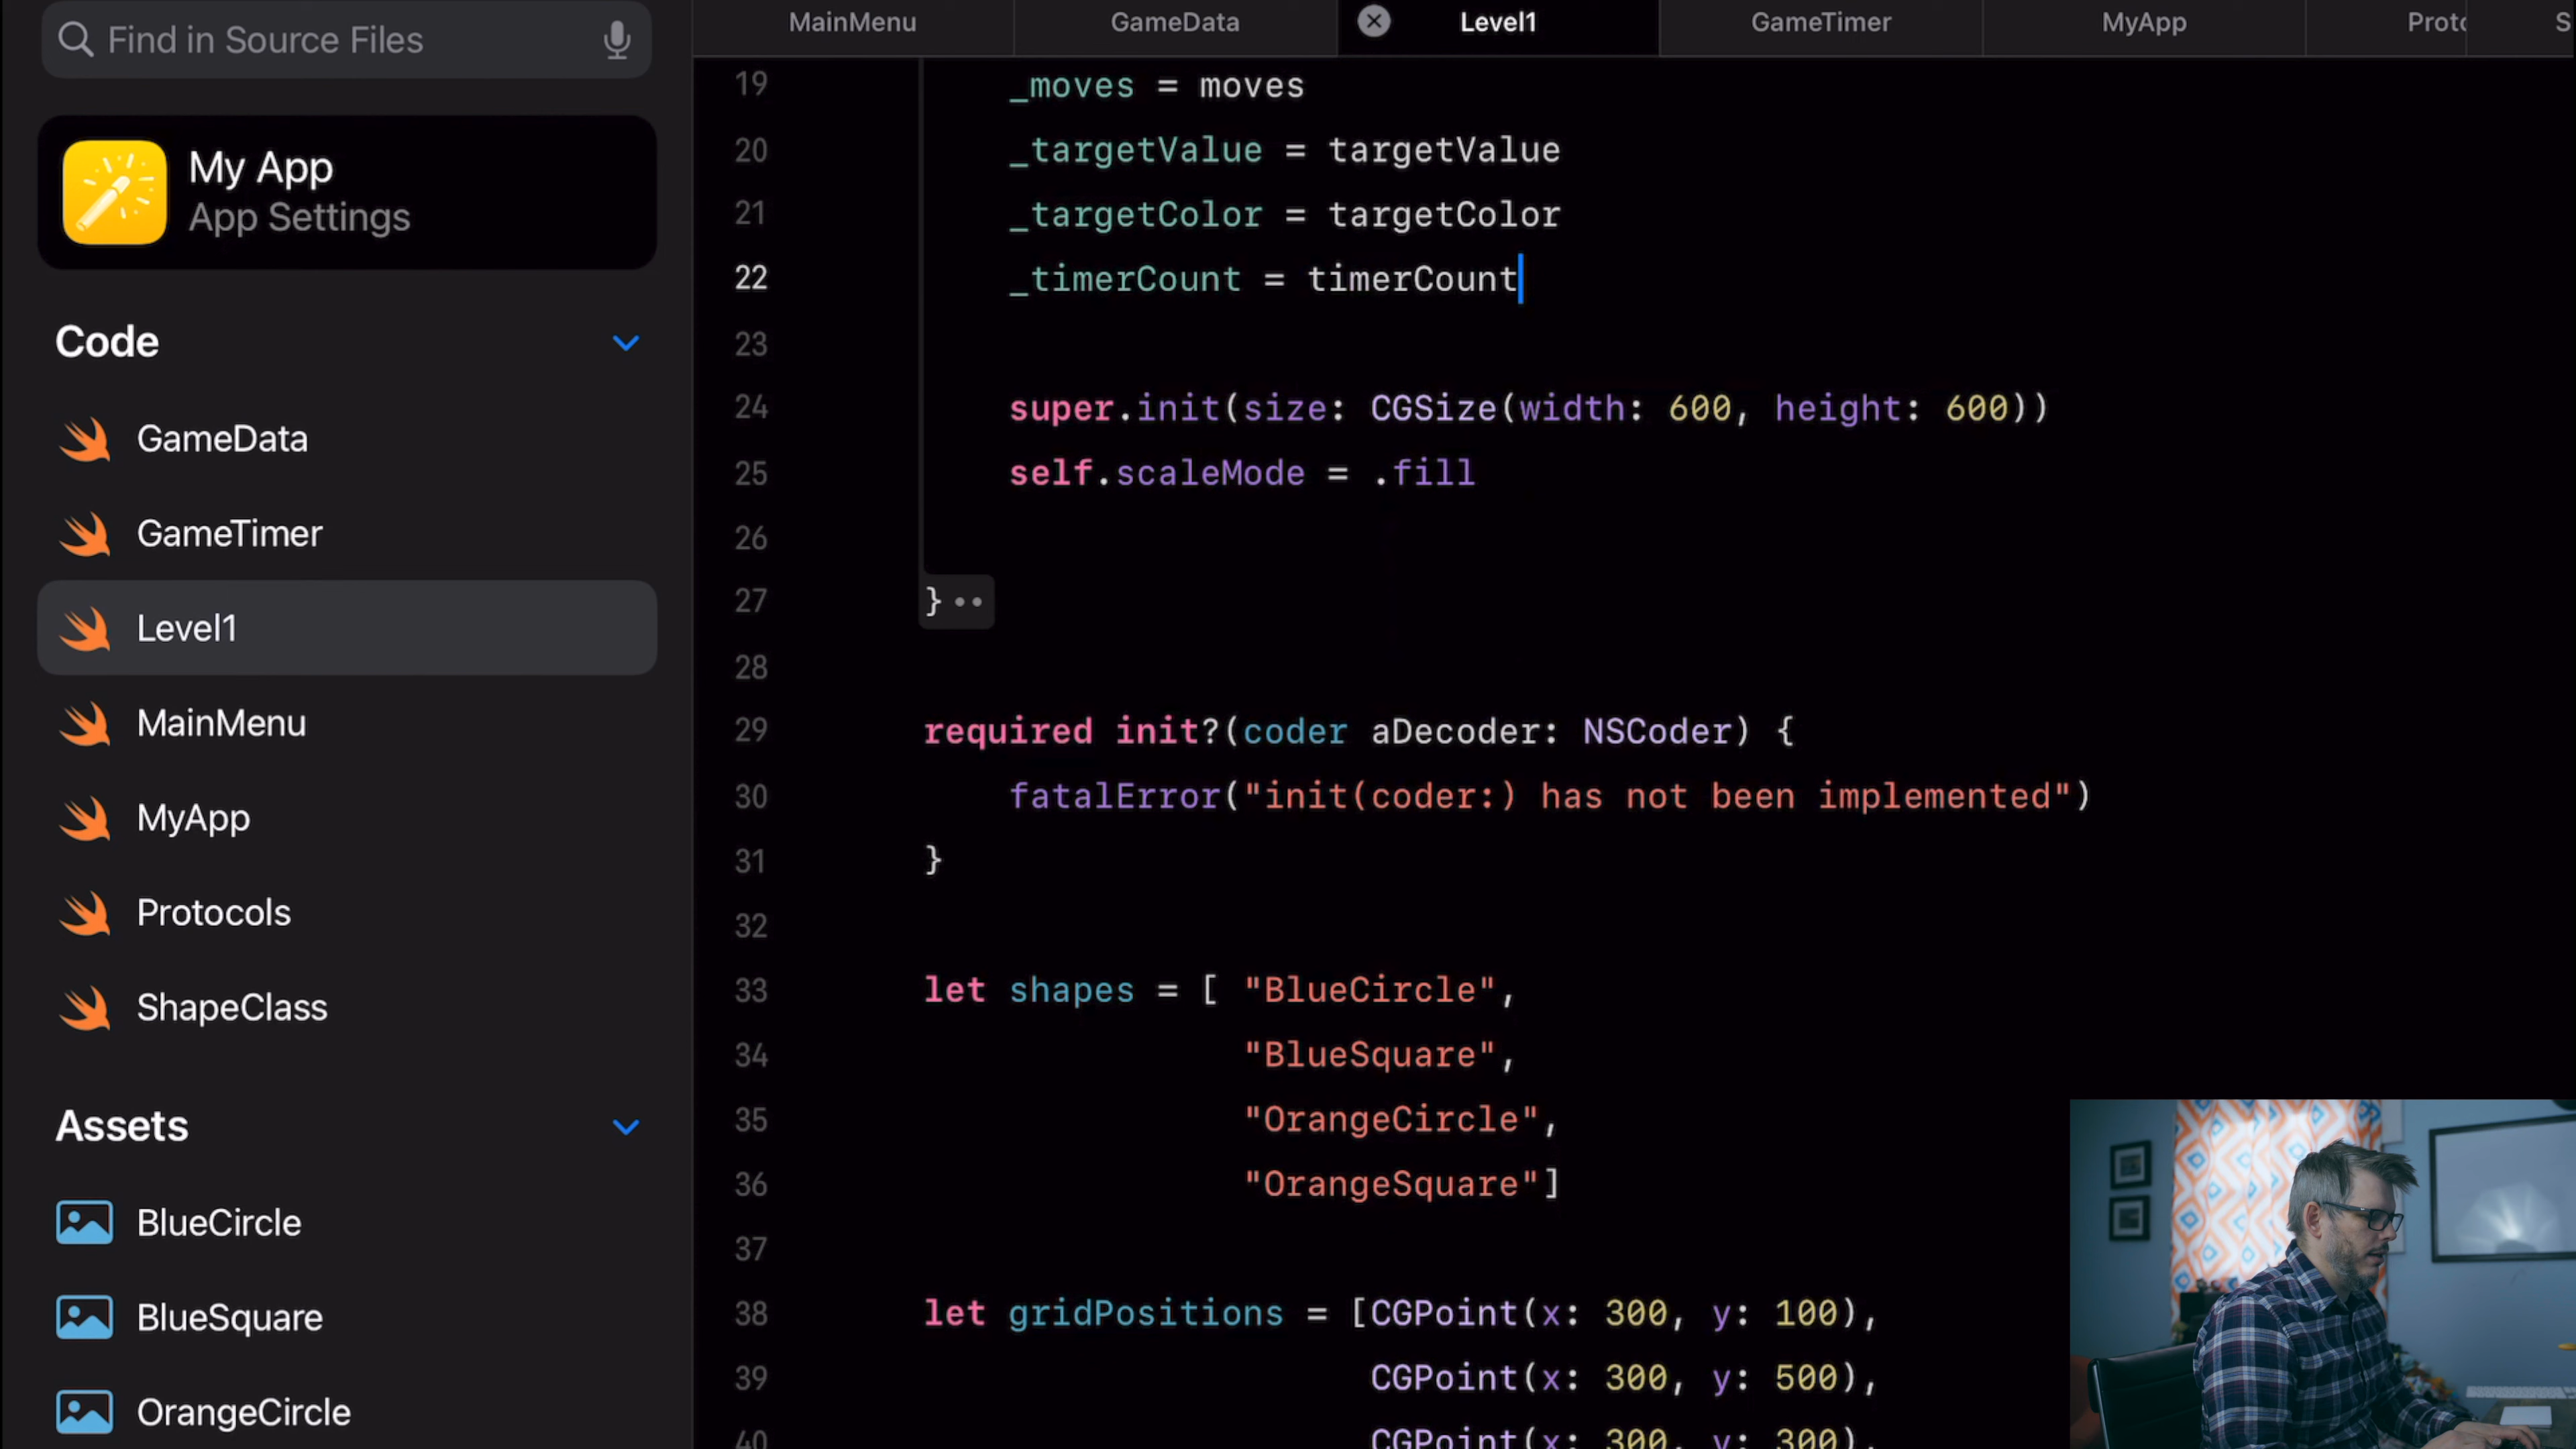 Find in Source Files
My App
App Settings
Code
GameData
GameTimer
Level1
MainMenu
MyApp
Protocols
ShapeClass
Assets
BlueCircle
BlueSquare
OrangeCircle
MainMenu
GameData
Level1
GameTimer
MyApp
Proto
S
19 _moves = moves
20 _targetValue = targetValue
21 _targetColor = targetColor
22 _timerCount = timerCount
23
24 super.init(size: CGSize(width: 600, height: 600))
25 self.scaleMode = .fill
26
27 }
28
29 required init?(coder aDecoder: NSCoder) {
30 fatalError("init(coder:) has not been implemented")
31 }
32
33 let shapes = [ "BlueCircle",
34 "BlueSquare",
35 "OrangeCircle",
36 "OrangeSquare"]
37
38 let gridPositions = [CGPoint(x: 300, y: 100),
39 CGPoint(x: 300, y: 500),
40 CGPoint(x: 300, y: 300),